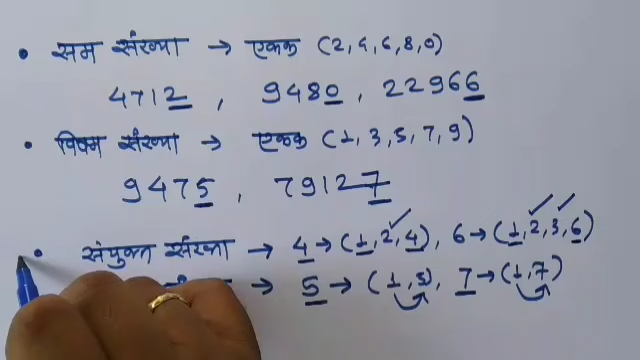 • सम संख्या → एकक (2, 4, 6, 8, 0)
4712, 9480, 22966
• विषम संख्या → एकक (1, 3, 5, 7, 9)
9475, 79127
• संयुक्त संख्या → 4 → (1, 2, 4), 6 → (1, 2, 3, 6)
→ 5 → (1, 5), 7 → (1, 7)